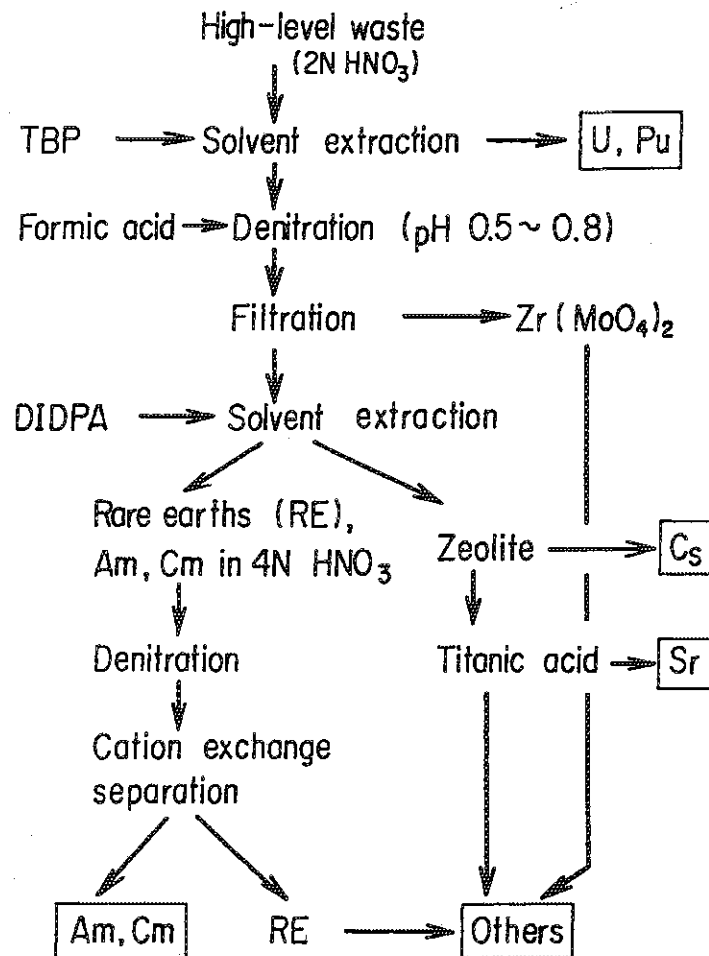 High-level waste
(2N HNO₃)
TBP Solvent extraction U, Pu
Formic acid Denitration (pH 0.5~0.8)
Filtration Zr(MoO₄)₂
DIDPA Solvent extraction
Rare earths (RE),
Am, Cm in 4N HNO₃
Zeolite Cs
Denitration
Titanic acid Sr
Cation exchange
separation
Am, Cm RE Others